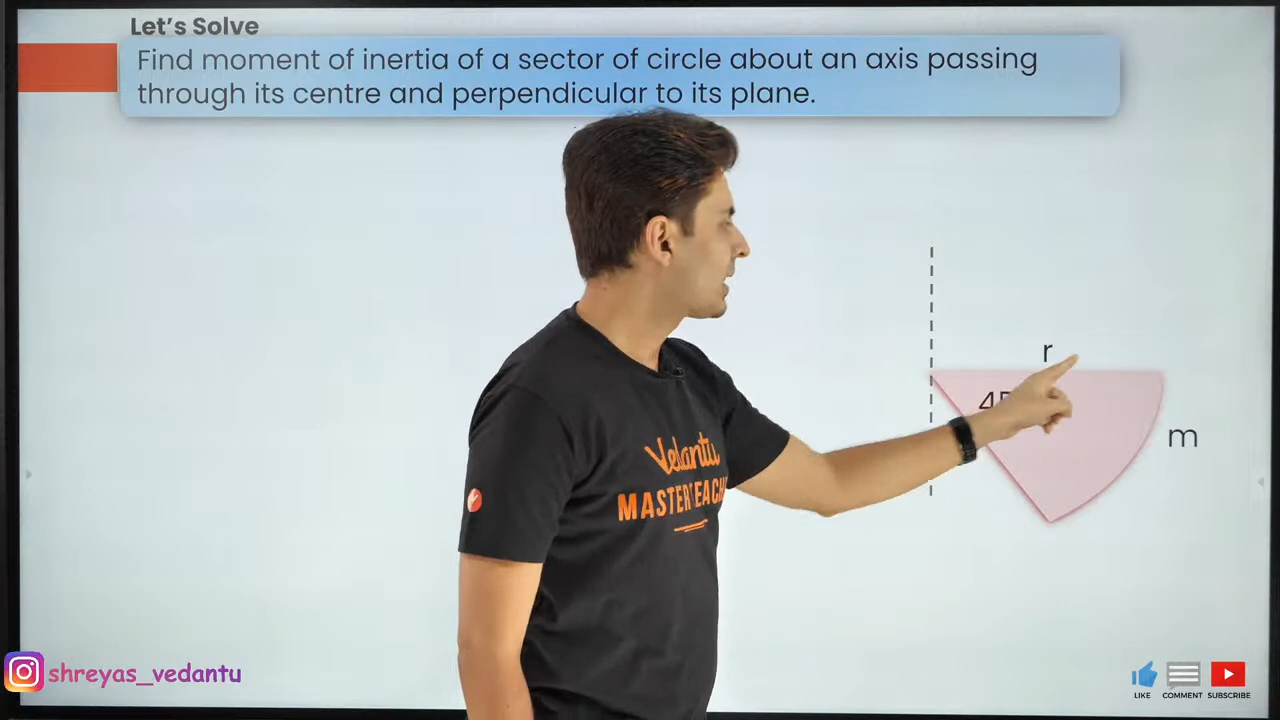 Let's Solve
Find moment of inertia of a sector of circle about an axis passing
through its centre and perpendicular to its plane.
r
m
Vedantu
shreyas_vedantu
LIKE
COMMENT
SUBSCRIBE